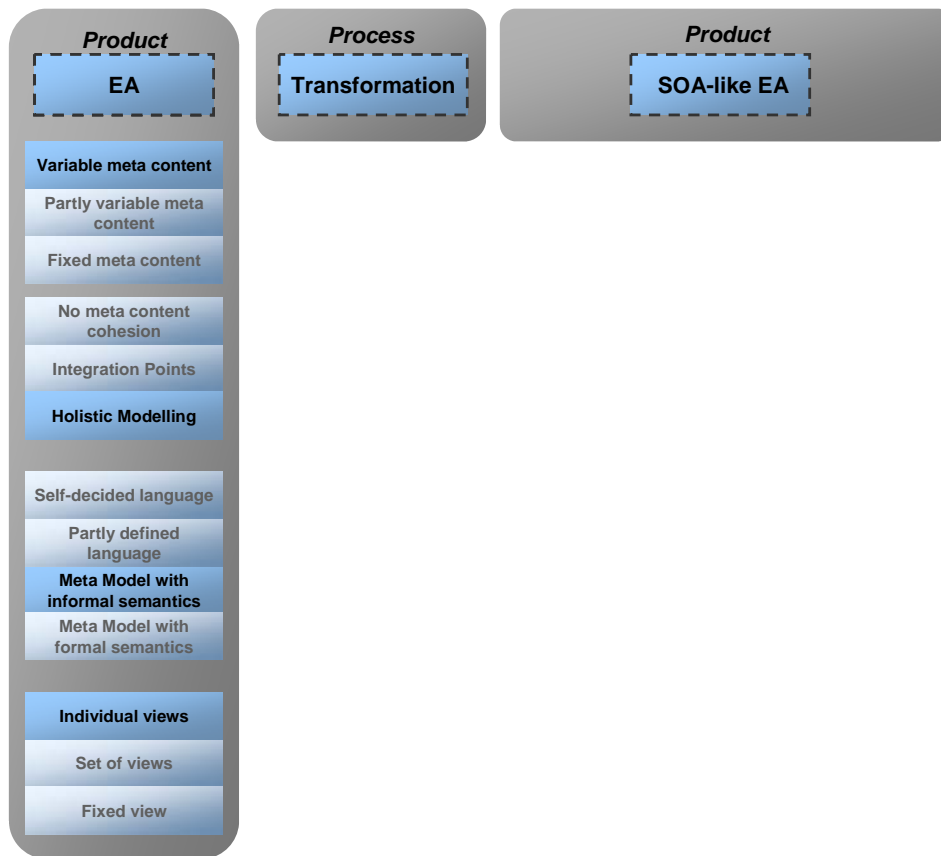 Product
EA
Process
Transformation
Product
SOA-like EA
Variable meta content
Partly variable meta
content
Fixed meta content
No meta content
cohesion
Integration Points
Holistic Modelling
Self-decided language
Partly defined
language
Meta Model with
informal semantics
Meta Model with
formal semantics
Individual views
Set of views
Fixed view